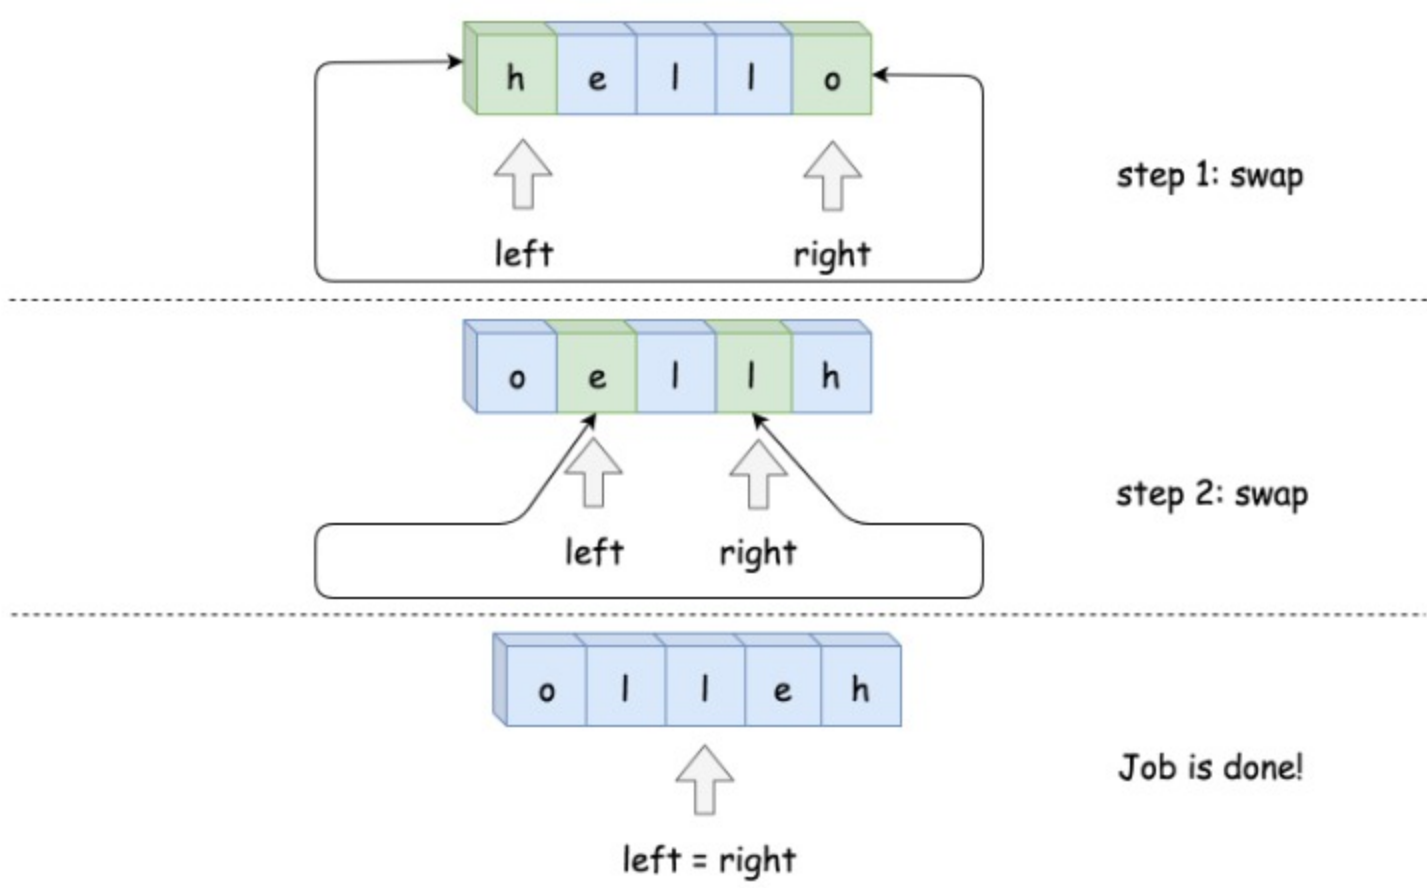 h e l l o
step 1: swap
left right
o e l l h
step 2: swap
left right
o l l e h
Job is done!
left = right